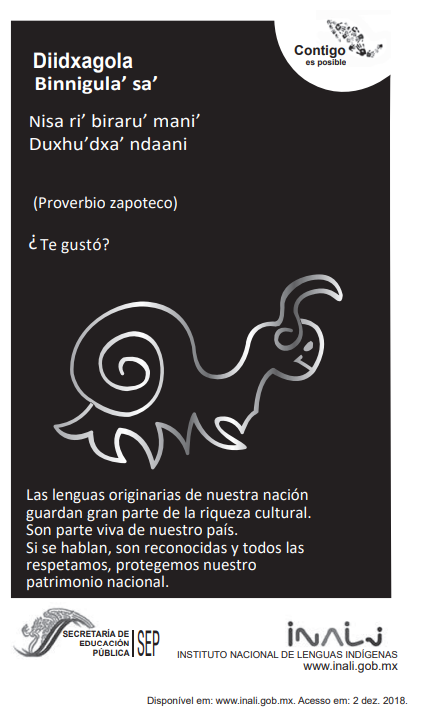 Contigo
es posible
Diidxagola
Binnigula’ sa’
Nisa ri’ biraru’ mani’
Duxhu’dxa’ ndaani
(Proverbio zapoteco)
¿Te gustó?
Las lenguas originarias de nuestra nación
guardan gran parte de la riqueza cultural.
Son parte viva de nuestro país.
Si se hablan, son reconocidas y todos las
respetamos, protegemos nuestro
patrimonio nacional.
SECRETARÍA DE
EDUCACIÓN
PÚBLICA
SEP
INALI
INSTITUTO NACIONAL DE LENGUAS INDÍGENAS
www.inali.gob.mx
Disponível em: www.inali.gob.mx. Acesso em: 2 dez. 2018.